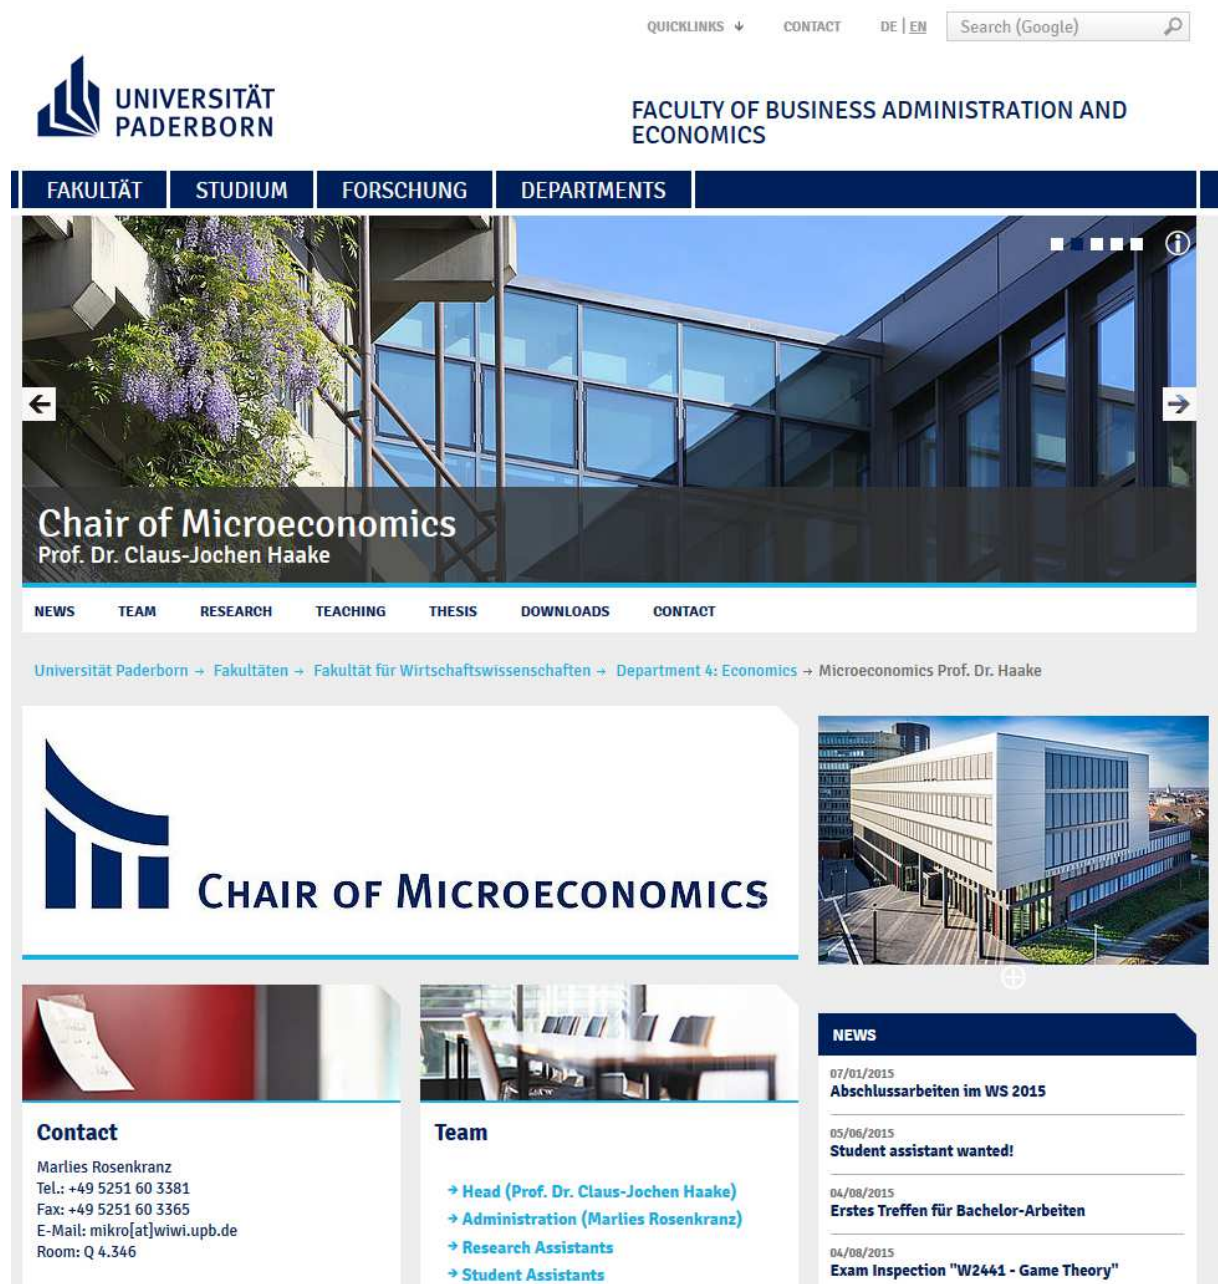 QUICKLINKS
CONTACT
DE | EN
Search (Google)
UNIVERSITÄT
PADERBORN
FACULTY OF BUSINESS ADMINISTRATION AND
ECONOMICS
FAKULTÄT
STUDIUM
FORSCHUNG
DEPARTMENTS
Chair of Microeconomics
Prof. Dr. Claus-Jochen Haake
NEWS
TEAM
RESEARCH
TEACHING
THESIS
DOWNLOADS
CONTACT
Universität Paderborn → Fakultäten → Fakultät für Wirtschaftswissenschaften → Department 4: Economics → Microeconomics Prof. Dr. Haake
CHAIR OF MICROECONOMICS
Contact
Marlies Rosenkranz
Tel.: +49 5251 60 3381
Fax: +49 5251 60 3365
E-Mail: mikro[at]wiwi.upb.de
Room: Q 4.346
Team
→ Head (Prof. Dr. Claus-Jochen Haake)
→ Administration (Marlies Rosenkranz)
→ Research Assistants
→ Student Assistants
NEWS
07/01/2015
Abschlussarbeiten im WS 2015
05/06/2015
Student assistant wanted!
04/08/2015
Erstes Treffen für Bachelor-Arbeiten
04/08/2015
Exam Inspection "W2441 - Game Theory"